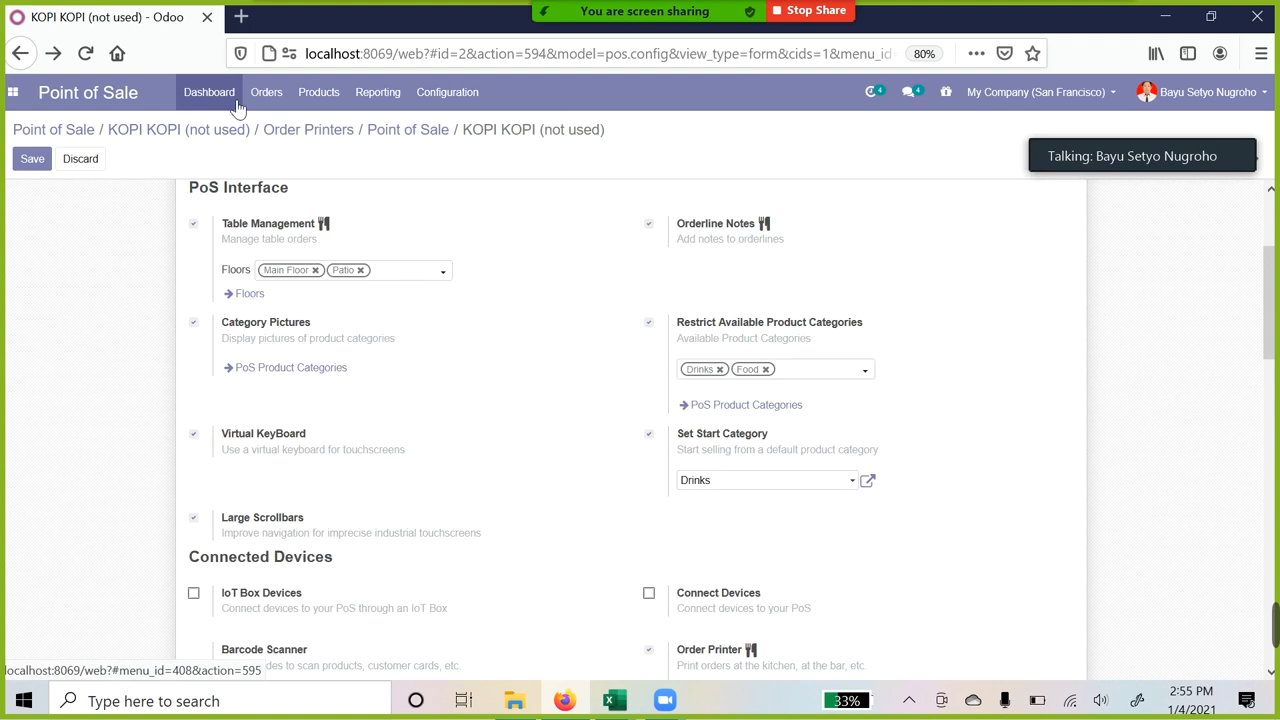 KOPI KOPI (not used) - Odoo
You are screen sharing
Stop Share
localhost:8069/web?#id=2&action=594&model=pos.config&view_type=form&cids=1&menu_id=
80%
Point of Sale
Dashboard
Orders
Products
Reporting
Configuration
4
4
My Company (San Francisco)
Bayu Setyo Nugroho
Point of Sale / KOPI KOPI (not used) / Order Printers / Point of Sale / KOPI KOPI (not used)
Save
Discard
Talking: Bayu Setyo Nugroho
PoS Interface
Table Management
Manage table orders
Floors
Main Floor
Patio
Floors
Orderline Notes
Add notes to orderlines
Category Pictures
Display pictures of product categories
PoS Product Categories
Restrict Available Product Categories
Available Product Categories
Drinks
Food
PoS Product Categories
Virtual KeyBoard
Use a virtual keyboard for touchscreens
Set Start Category
Start selling from a default product category
Drinks
Large Scrollbars
Improve navigation for imprecise industrial touchscreens
Connected Devices
IoT Box Devices
Connect devices to your PoS through an IoT Box
Connect Devices
Connect devices to your PoS
Barcode Scanner
des to scan products, customer cards, etc.
Order Printer
Print orders at the kitchen, at the bar, etc.
localhost:8069/web?#menu_id=408&action=595
Type here to search
33%
2:55 PM
1/4/2021